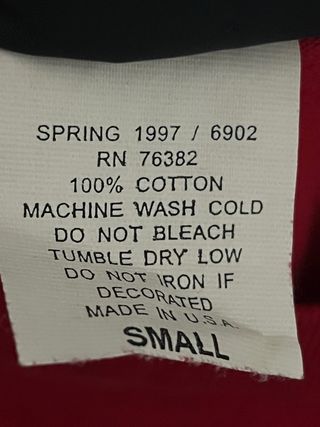 SPRING 1997 / 6902
RN 76382
100% COTTON
MACHINE WASH COLD
DO NOT BLEACH
TUMBLE DRY LOW
DO NOT IRON IF
DECORATED
MADE IN U.S.A.
SMALL